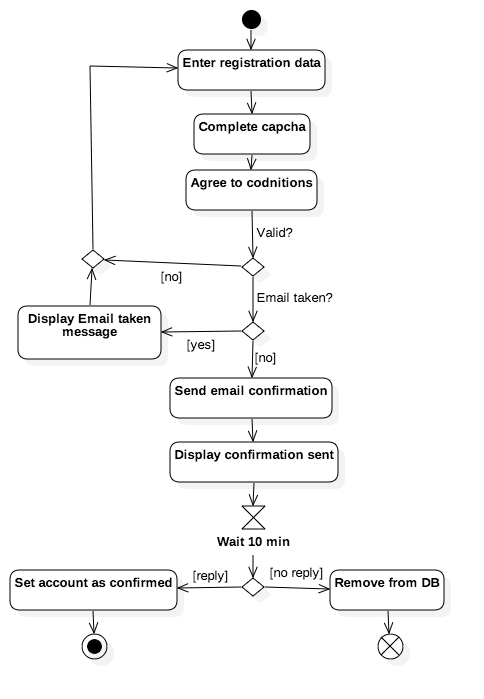 Enter registration data
Complete capcha
Agree to codnitions
Valid?
[no]
Email taken?
Display Email taken
message
[yes]
[no]
Send email confirmation
Display confirmation sent
Wait 10 min
[reply]
[no reply]
Set account as confirmed
Remove from DB